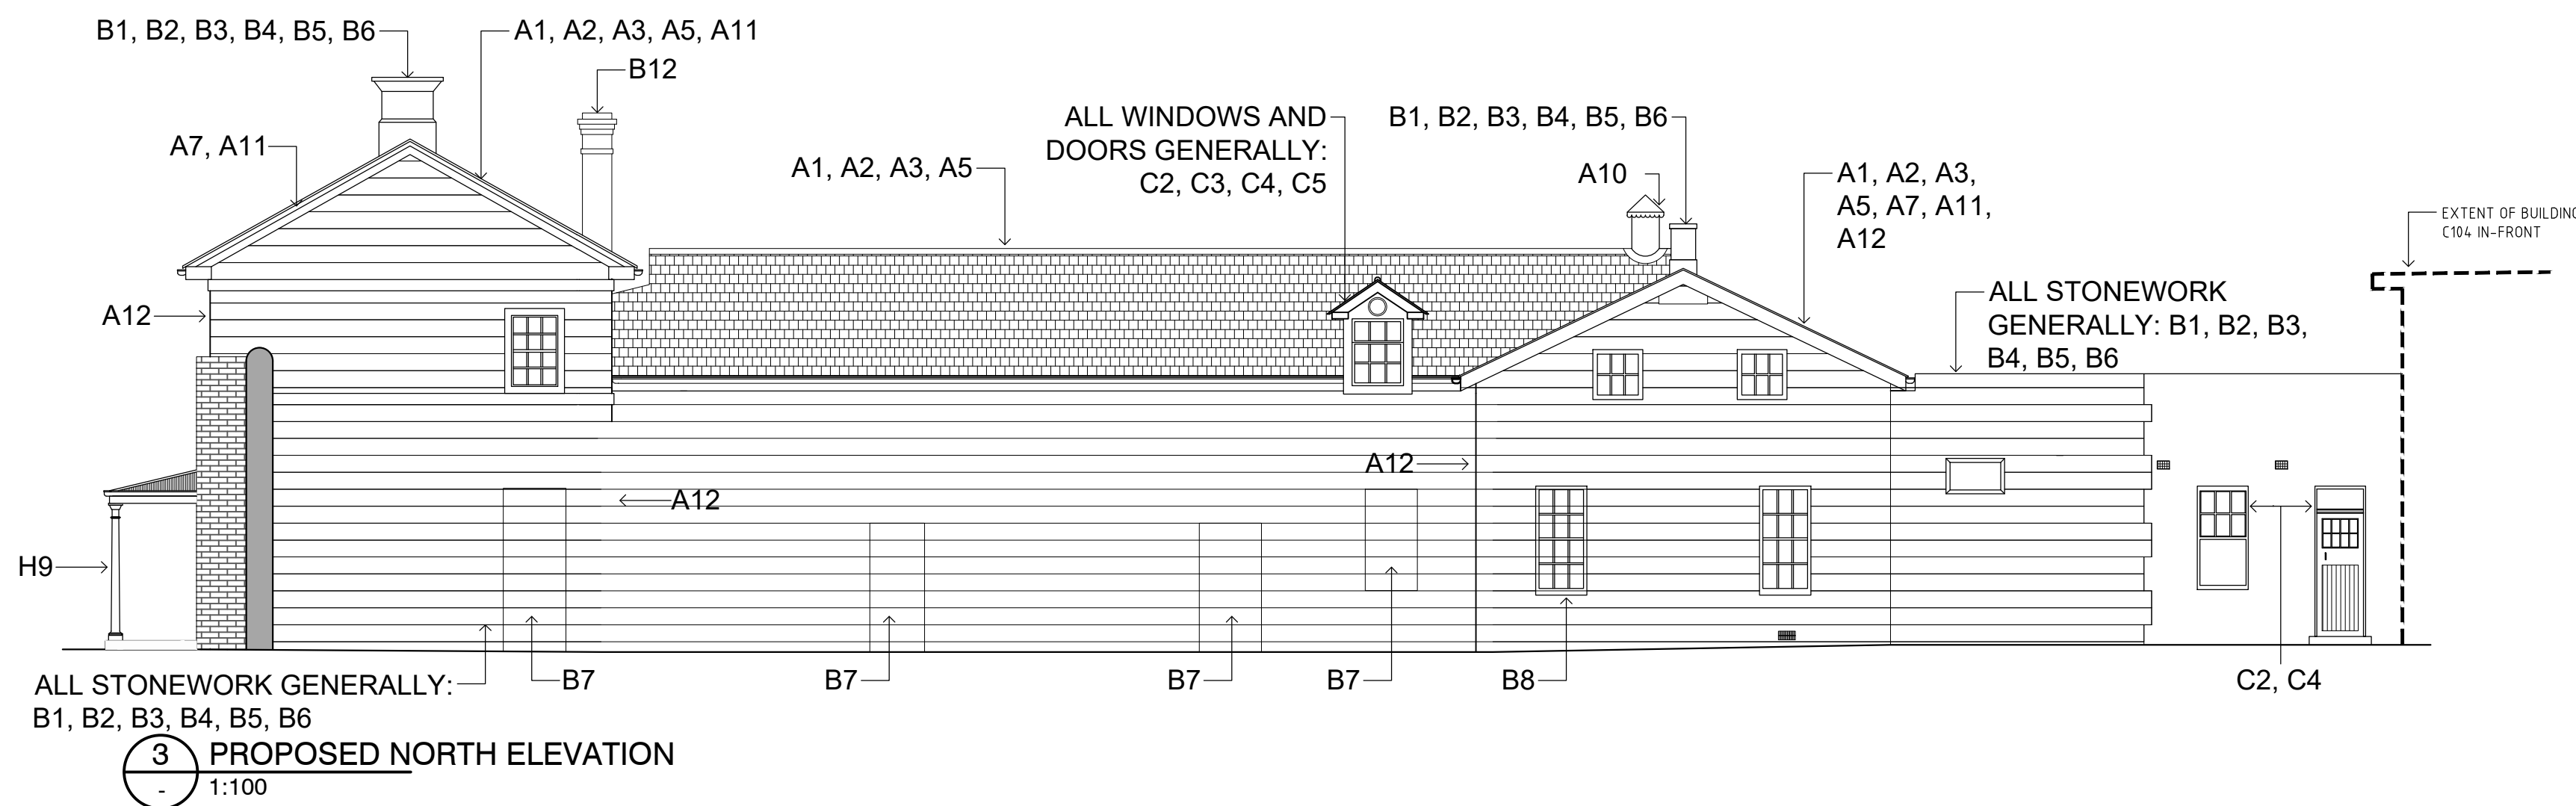 B1, B2, B3, B4, B5, B6
A1, A2, A3, A5, A11
B12
A7, A11
A1, A2, A3, A5
ALL WINDOWS AND
DOORS GENERALLY:
C2, C3, C4, C5
B1, B2, B3, B4, B5, B6
A10
A1, A2, A3,
A5, A7, A11,
A12
EXTENT OF BUILDING
C104 IN-FRONT
ALL STONEWORK
GENERALLY: B1, B2, B3,
B4, B5, B6
A12
A12
A12
H9
B7
B7
B7
B7
B8
C2, C4
ALL STONEWORK GENERALLY:
B1, B2, B3, B4, B5, B6
3
-
PROPOSED NORTH ELEVATION
1:100